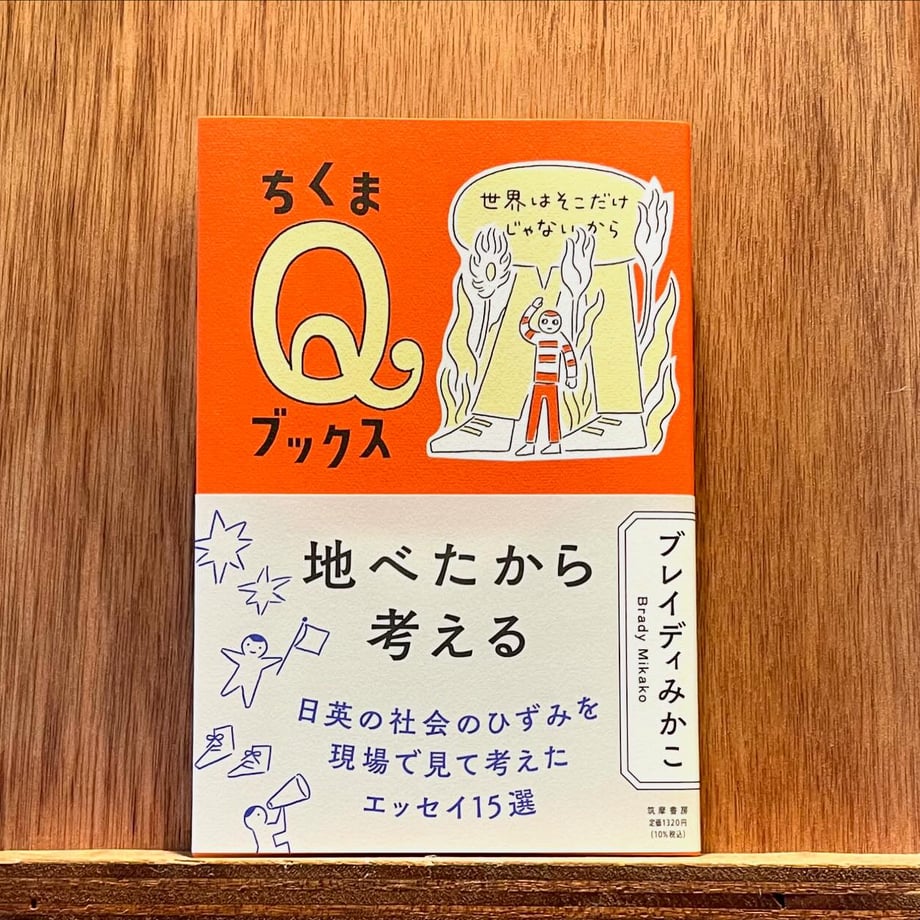 ちくま
Q
ブックス
世界はそこだけ
じゃないから
地べたから
考える
日英の社会のひずみを
現場で見て考えた
エッセイ15選
ブレイディみかこ
Brady Mikako
筑摩書房
定価1320円
(10%税込)